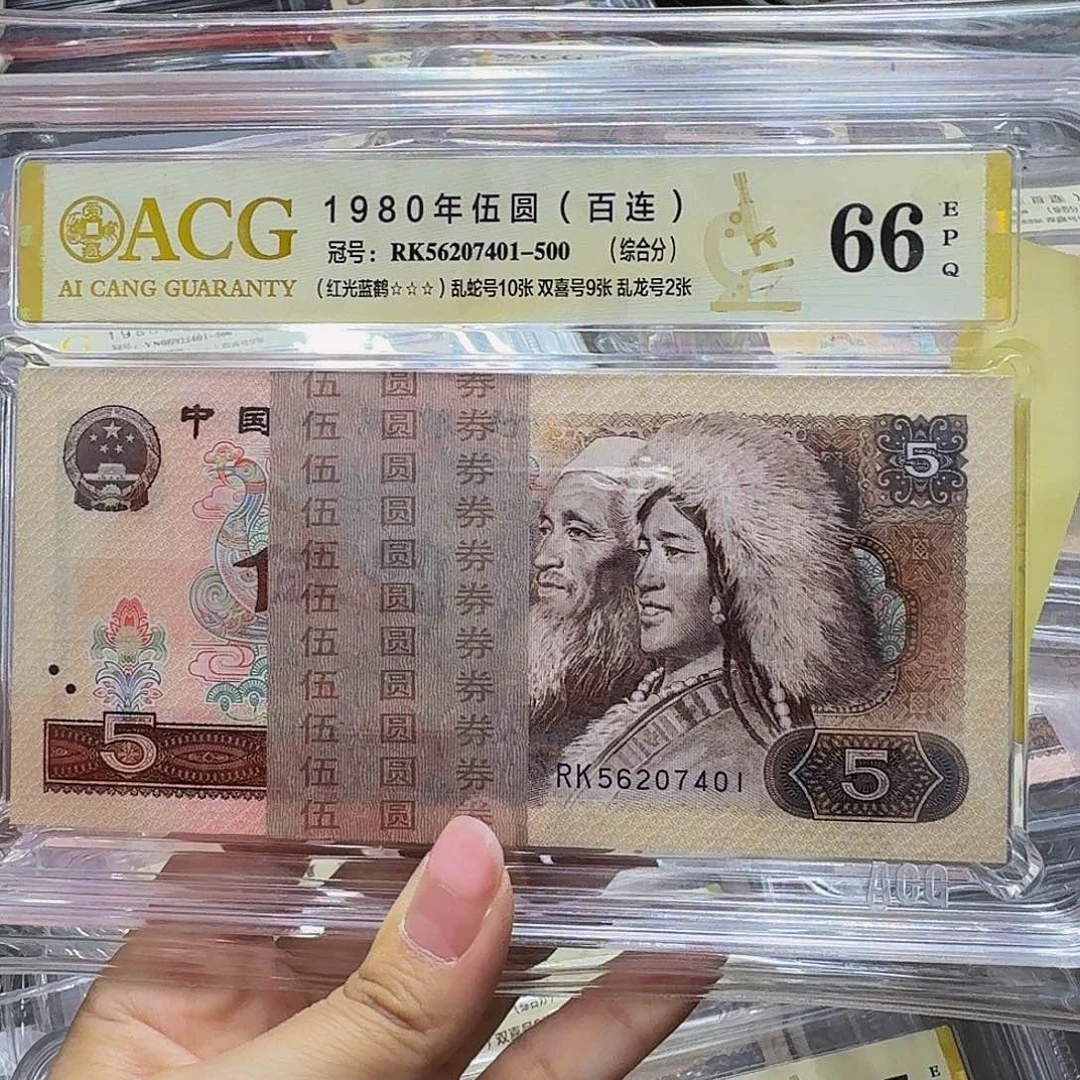 ACG
AI CANG GUARANTY
1980年伍圆（百连）
冠号：RK56207401-500 （综合分）
（红光蓝鹤☆☆☆）乱蛇号10张 双喜号9张 乱龙号2张
66
EPQ
中国
伍 圆 券
伍 圆 券
伍 圆 券
伍 圆 券
伍 圆 券
伍 圆 券
伍 圆 券
伍 圆 券
伍 圆 券
伍 圆 券
伍 圆 券
5
5
RK56207401
5
ACG